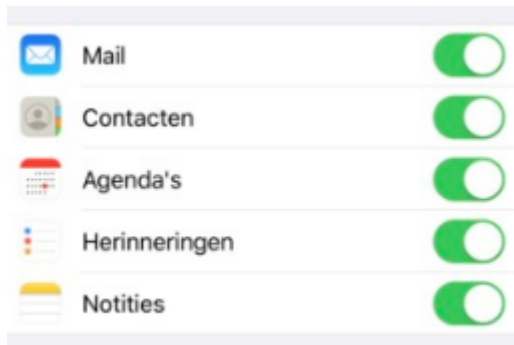 Mail
Contacten
Agenda's
Herinneringen
Notities